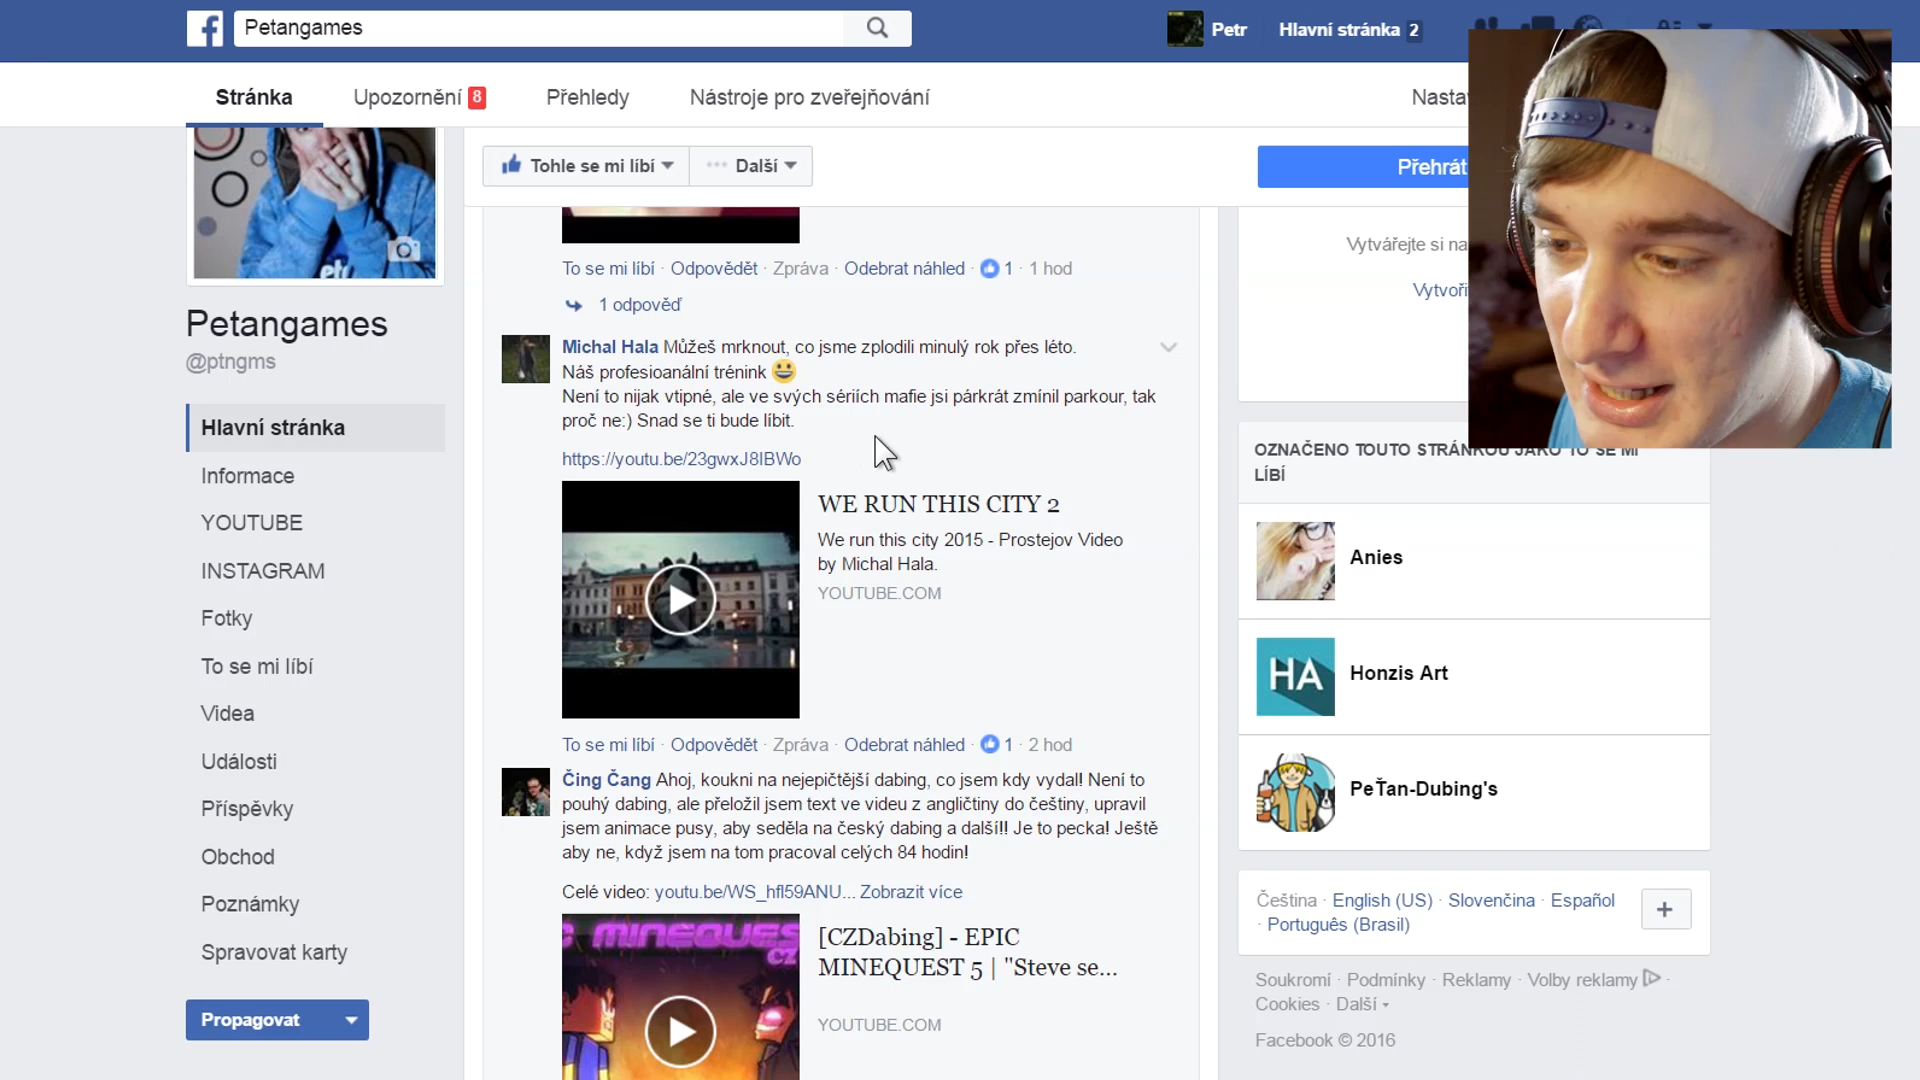 Petangames
Petr
Hlavní stránka 2
Stránka
Upozornění 8
Přehledy
Nástroje pro zveřejňování
Tohle se mi líbí
Další
Petangames
@ptngms
Hlavní stránka
Informace
YOUTUBE
INSTAGRAM
Fotky
To se mi líbí
Videa
Události
Příspěvky
Obchod
Poznámky
Spravovat karty
Propagovat
To se mi líbí · Odpovědět · Zpráva · Odebrat náhled · 1 · 1 hod
1 odpověď
Michal Hala Můžeš mrknout, co jsme zplodili minulý rok přes léto.
Náš profesioanální trénink
Není to nijak vtipné, ale ve svých sériích mafie jsi párkrát zmínil parkour, tak
proč ne:) Snad se ti bude líbit.
https://youtu.be/23gwxJ8IBWo
WE RUN THIS CITY 2
We run this city 2015 - Prostejov Video
by Michal Hala.
YOUTUBE.COM
To se mi líbí · Odpovědět · Zpráva · Odebrat náhled · 1 · 2 hod
Čing Čang Ahoj, koukni na nejepičtější dabing, co jsem kdy vydal! Není to
pouhý dabing, ale přeložil jsem text ve videu z angličtiny do češtiny, upravil
jsem animace pusy, aby seděla na český dabing a další!! Je to pecka! Ještě
aby ne, když jsem na tom pracoval celých 84 hodin!
Celé video: youtu.be/WS_hfl59ANU... Zobrazit více
MINEQUES
CZ
[CZDabing] - EPIC
MINEQUEST 5 | "Steve se...
YOUTUBE.COM
Vytvářejte si
OZNAČENO TOUTO STRÁNKOU JAKO TO SE MI
LÍBÍ
Anies
HA
Honzis Art
PeŤan-Dubing's
Čeština · English (US) · Slovenčina · Español
· Português (Brasil)
Soukromí · Podmínky · Reklamy · Volby reklamy ·
Cookies · Další
Facebook © 2016